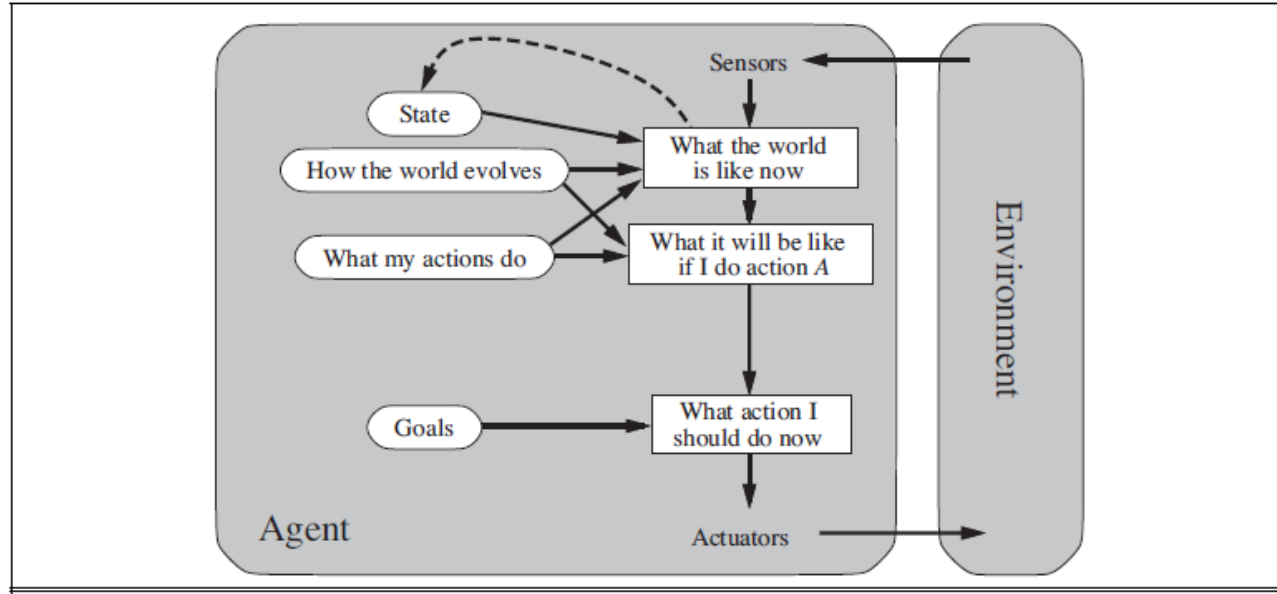 Sensors
State
What the world
is like now
How the world evolves
What it will be like
if I do action A
What my actions do
Environment
What action I
should do now
Goals
Agent
Actuators